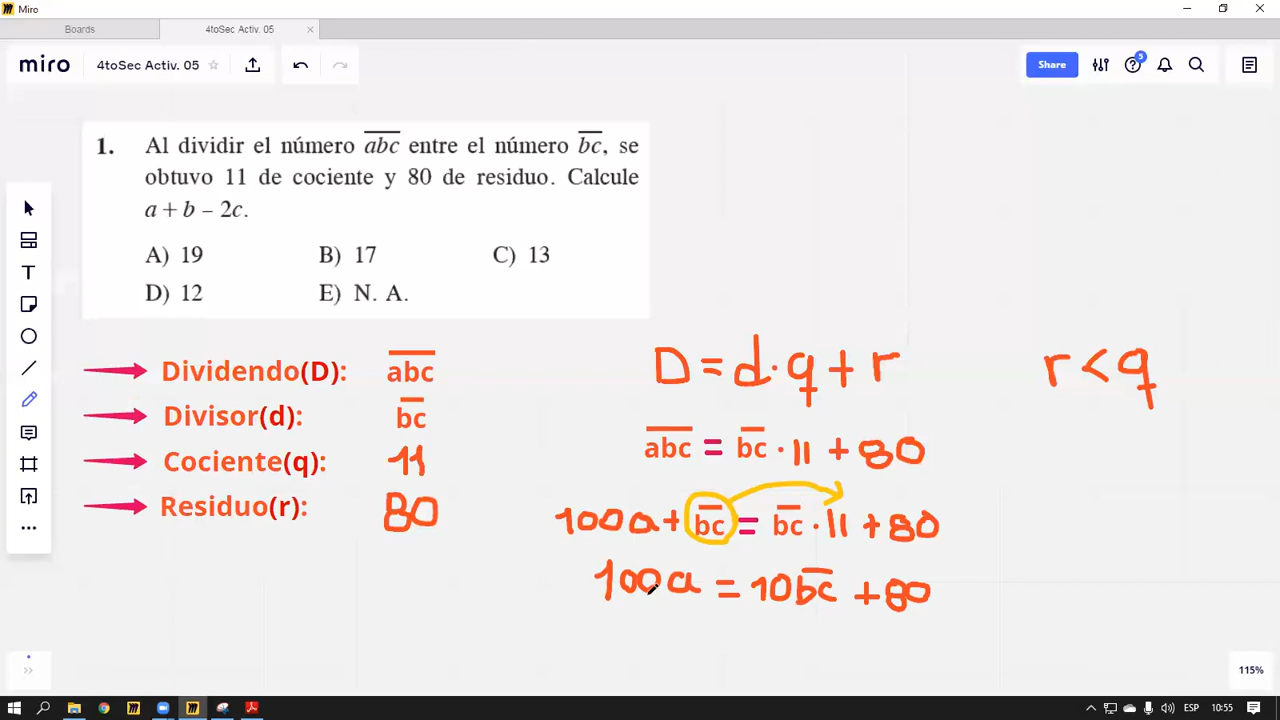 Miro
Boards
4toSec Activ. 05
miro
4toSec Activ. 05
Share
5
1. Al dividir el número abc entre el número bc, se
obtuvo 11 de cociente y 80 de residuo. Calcule
a + b – 2c.
A) 19 B) 17 C) 13
D) 12 E) N. A.
Dividendo(D): abc
Divisor(d): bc
Cociente(q): 11
Residuo(r): 80
D = d·q + r
r < q
abc = bc · 11 + 80
100a + bc = bc · 11 + 80
100a = 10bc + 80
115%
ESP 10:55